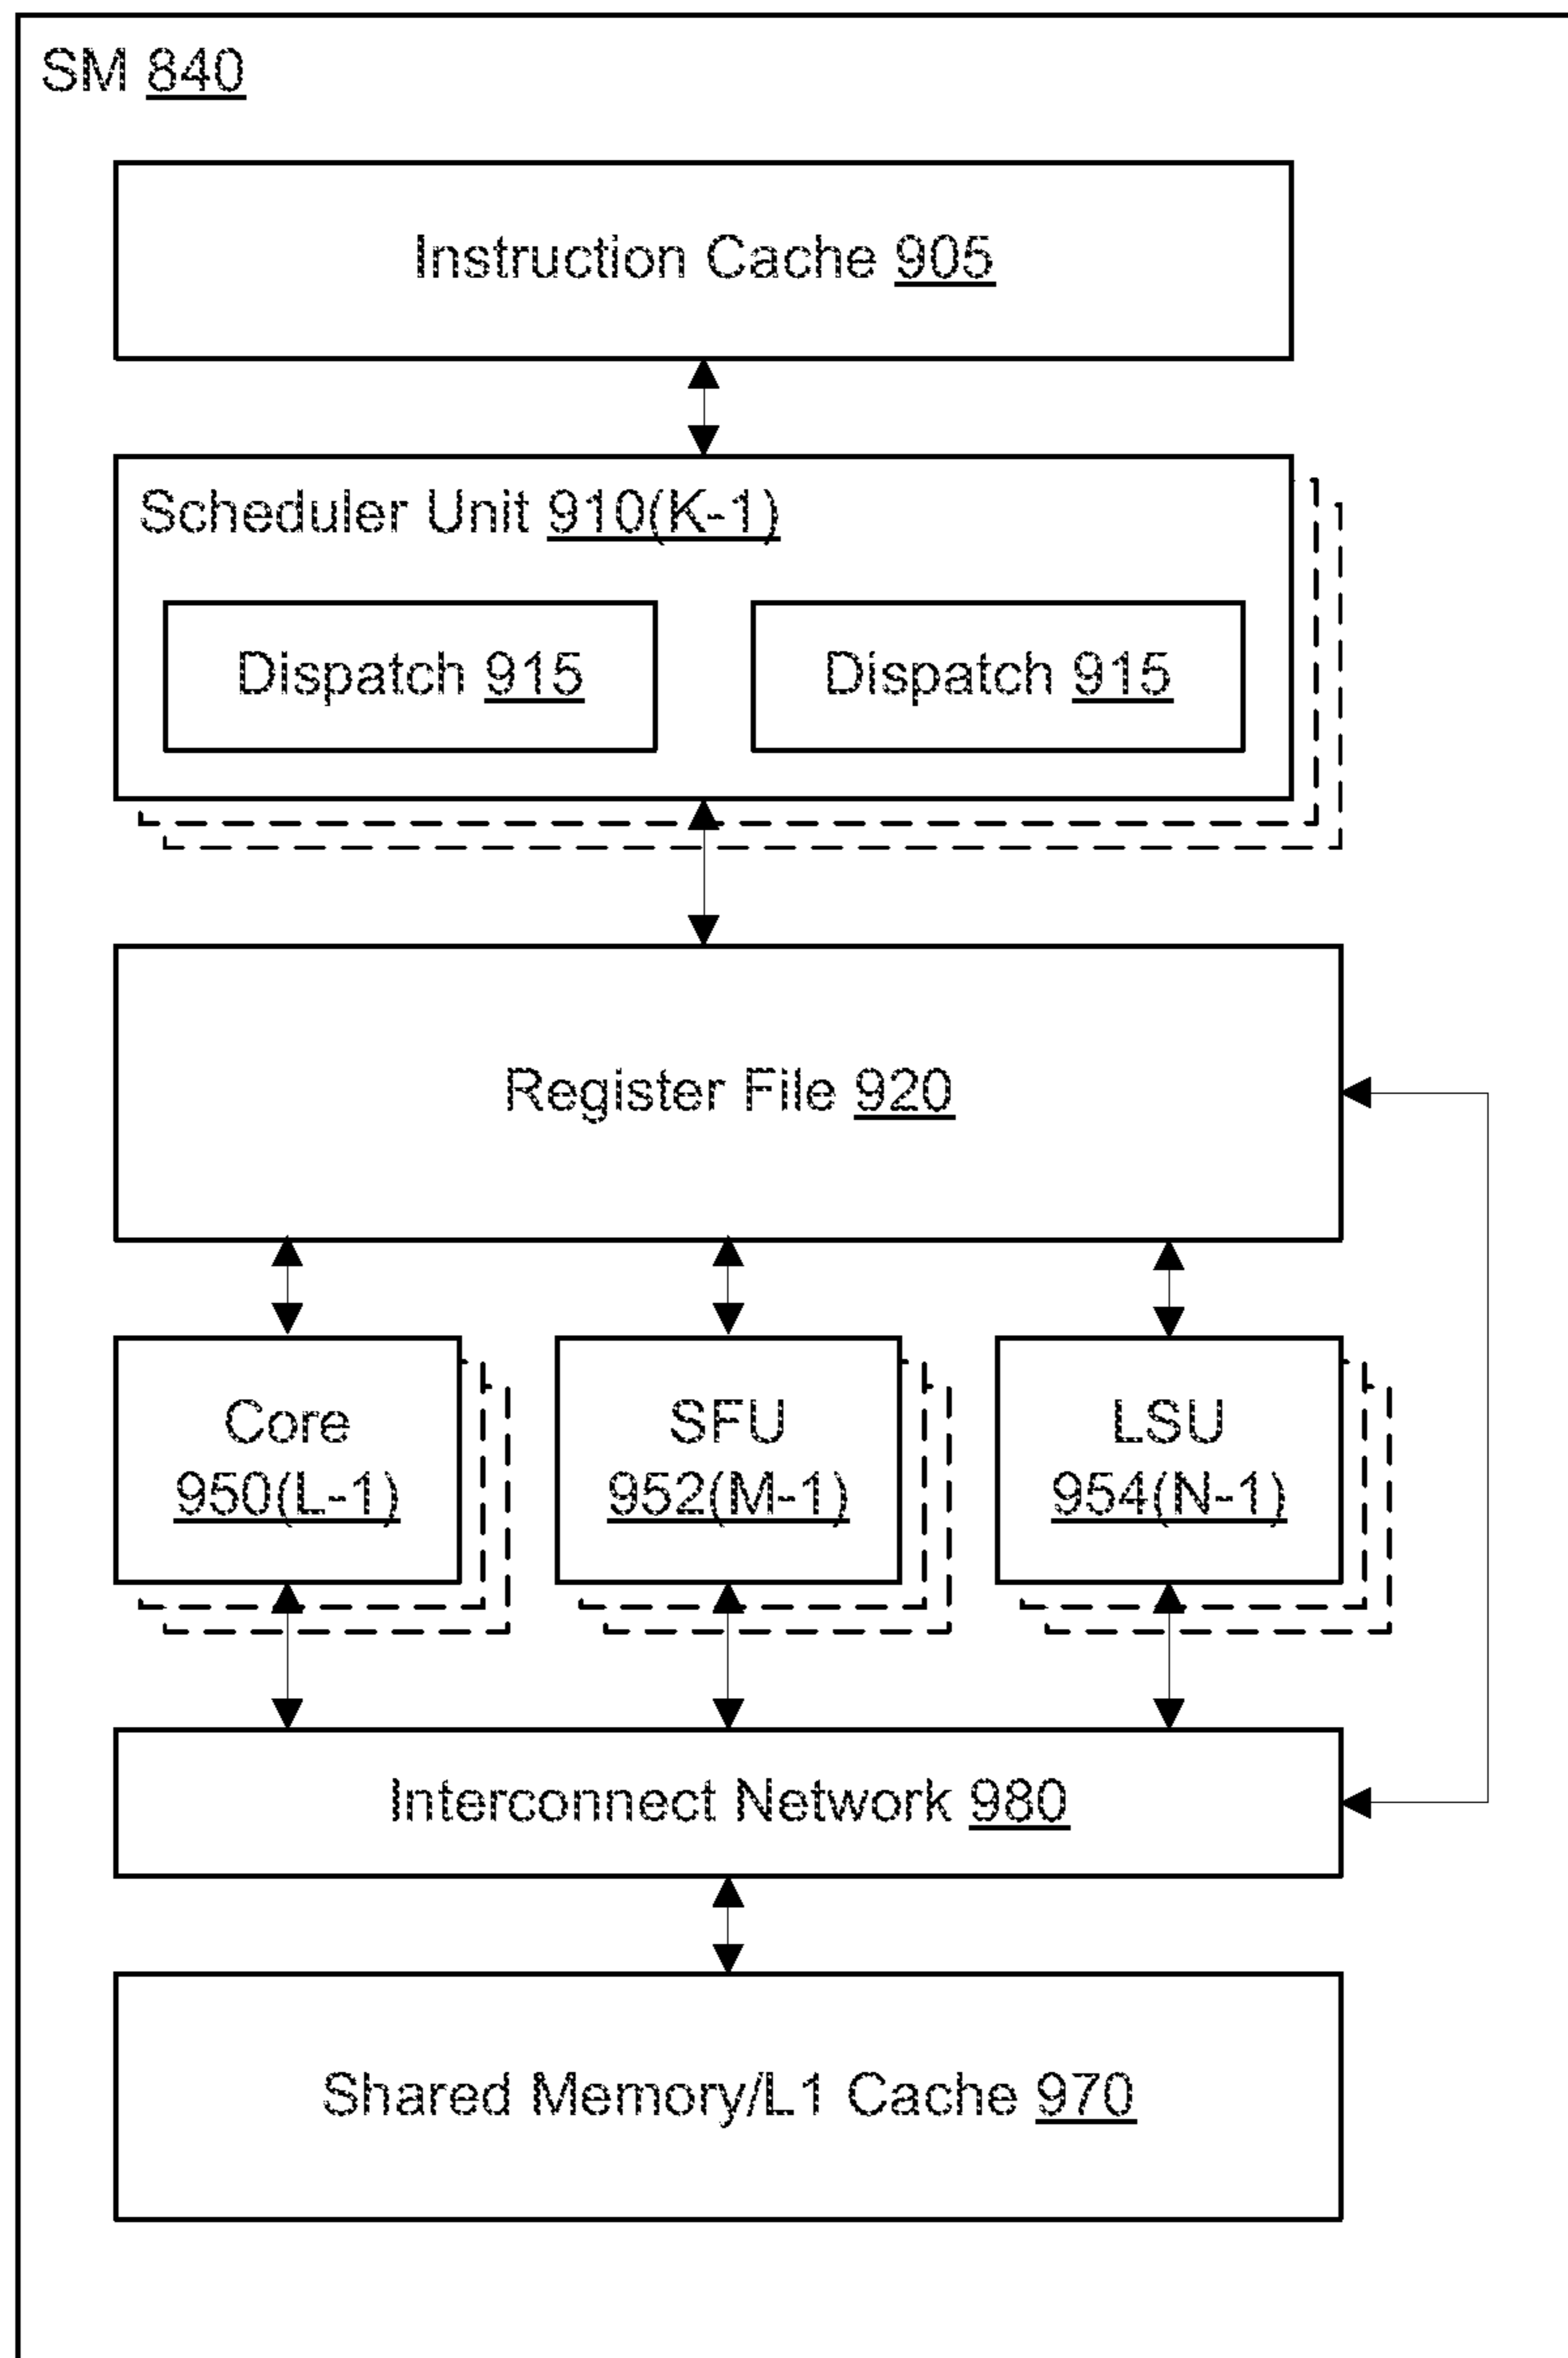 SM 840
Instruction Cache 905
Scheduler Unit 910(K-1)
Dispatch 915
Dispatch 915
Register File 920
Core
950(L-1)
SFU
952(M-1)
LSU
954(N-1)
Interconnect Network 980
Shared Memory/L1 Cache 970